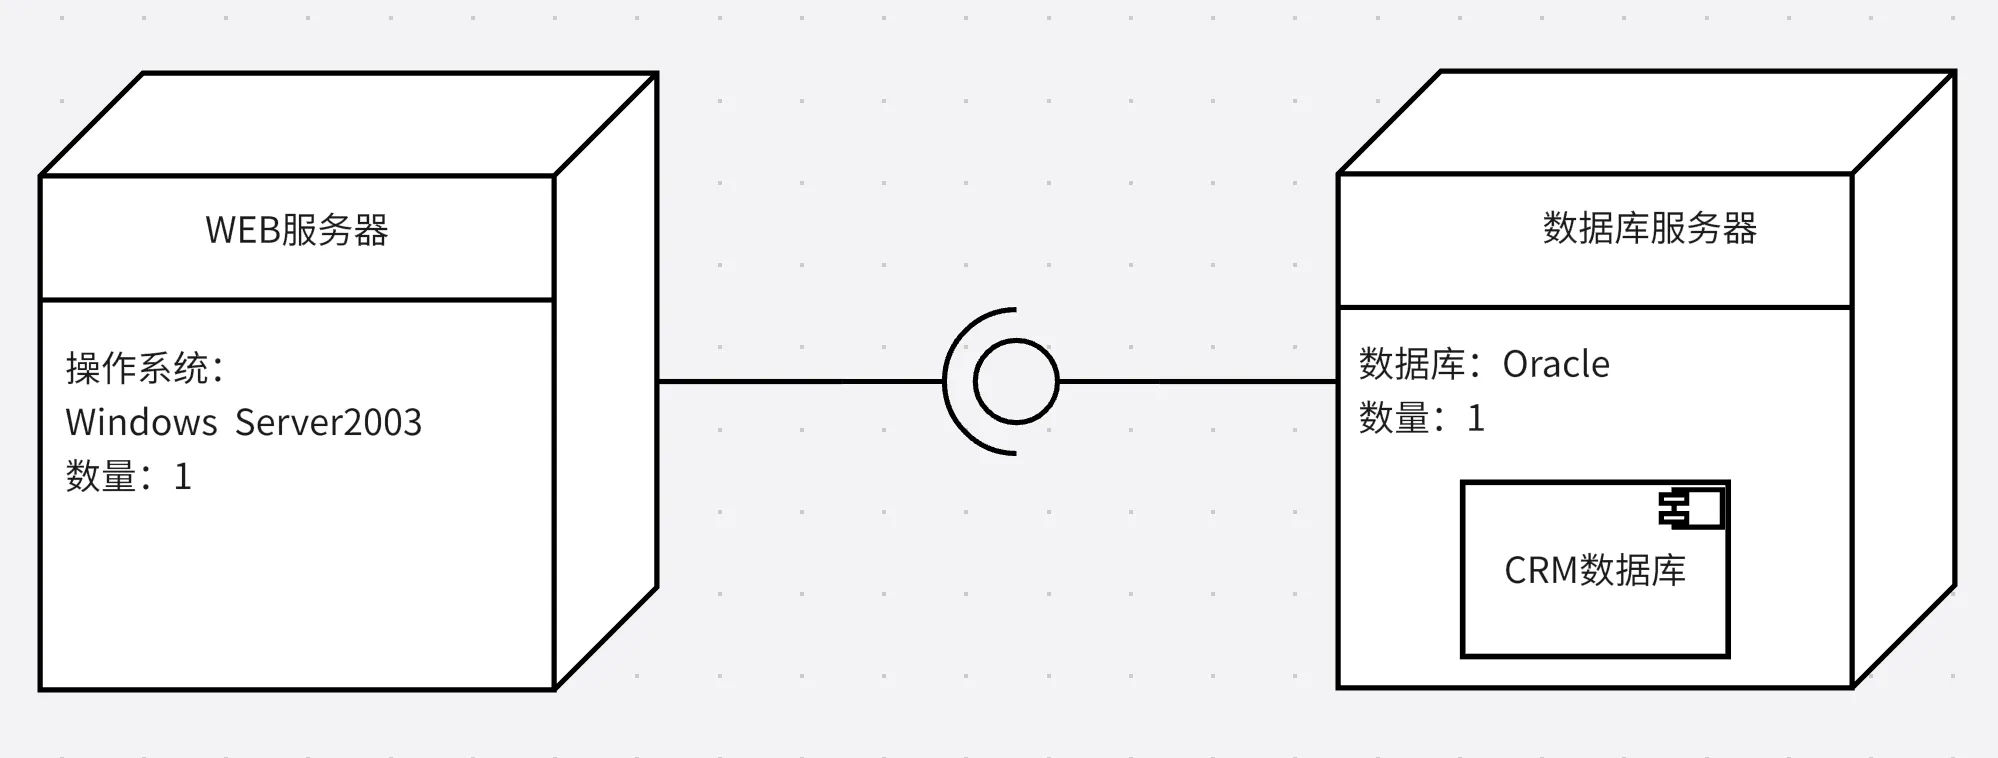 WEB服务器
操作系统：
Windows Server2003
数量：1
数据库服务器
数据库：Oracle
数量：1
CRM数据库